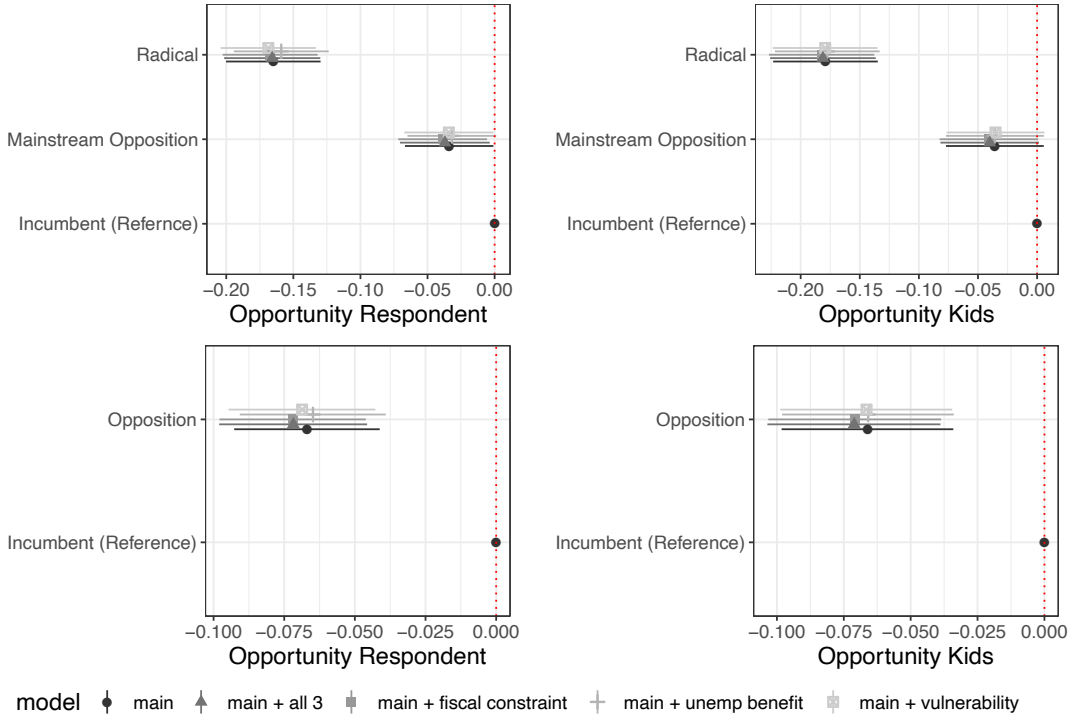 Radical
Mainstream Opposition
Incumbent (Refernce)
−0.20 −0.15 −0.10 −0.05 0.00
Opportunity Respondent
Radical
Mainstream Opposition
Incumbent (Refernce)
−0.20 −0.15 −0.10 −0.05 0.00
Opportunity Kids
Opposition
Incumbent (Reference)
−0.100 −0.075 −0.050 −0.025 0.000
Opportunity Respondent
Opposition
Incumbent (Reference)
−0.100 −0.075 −0.050 −0.025 0.000
Opportunity Kids
model main main + all 3 main + fiscal constraint main + unemp benefit main + vulnerability